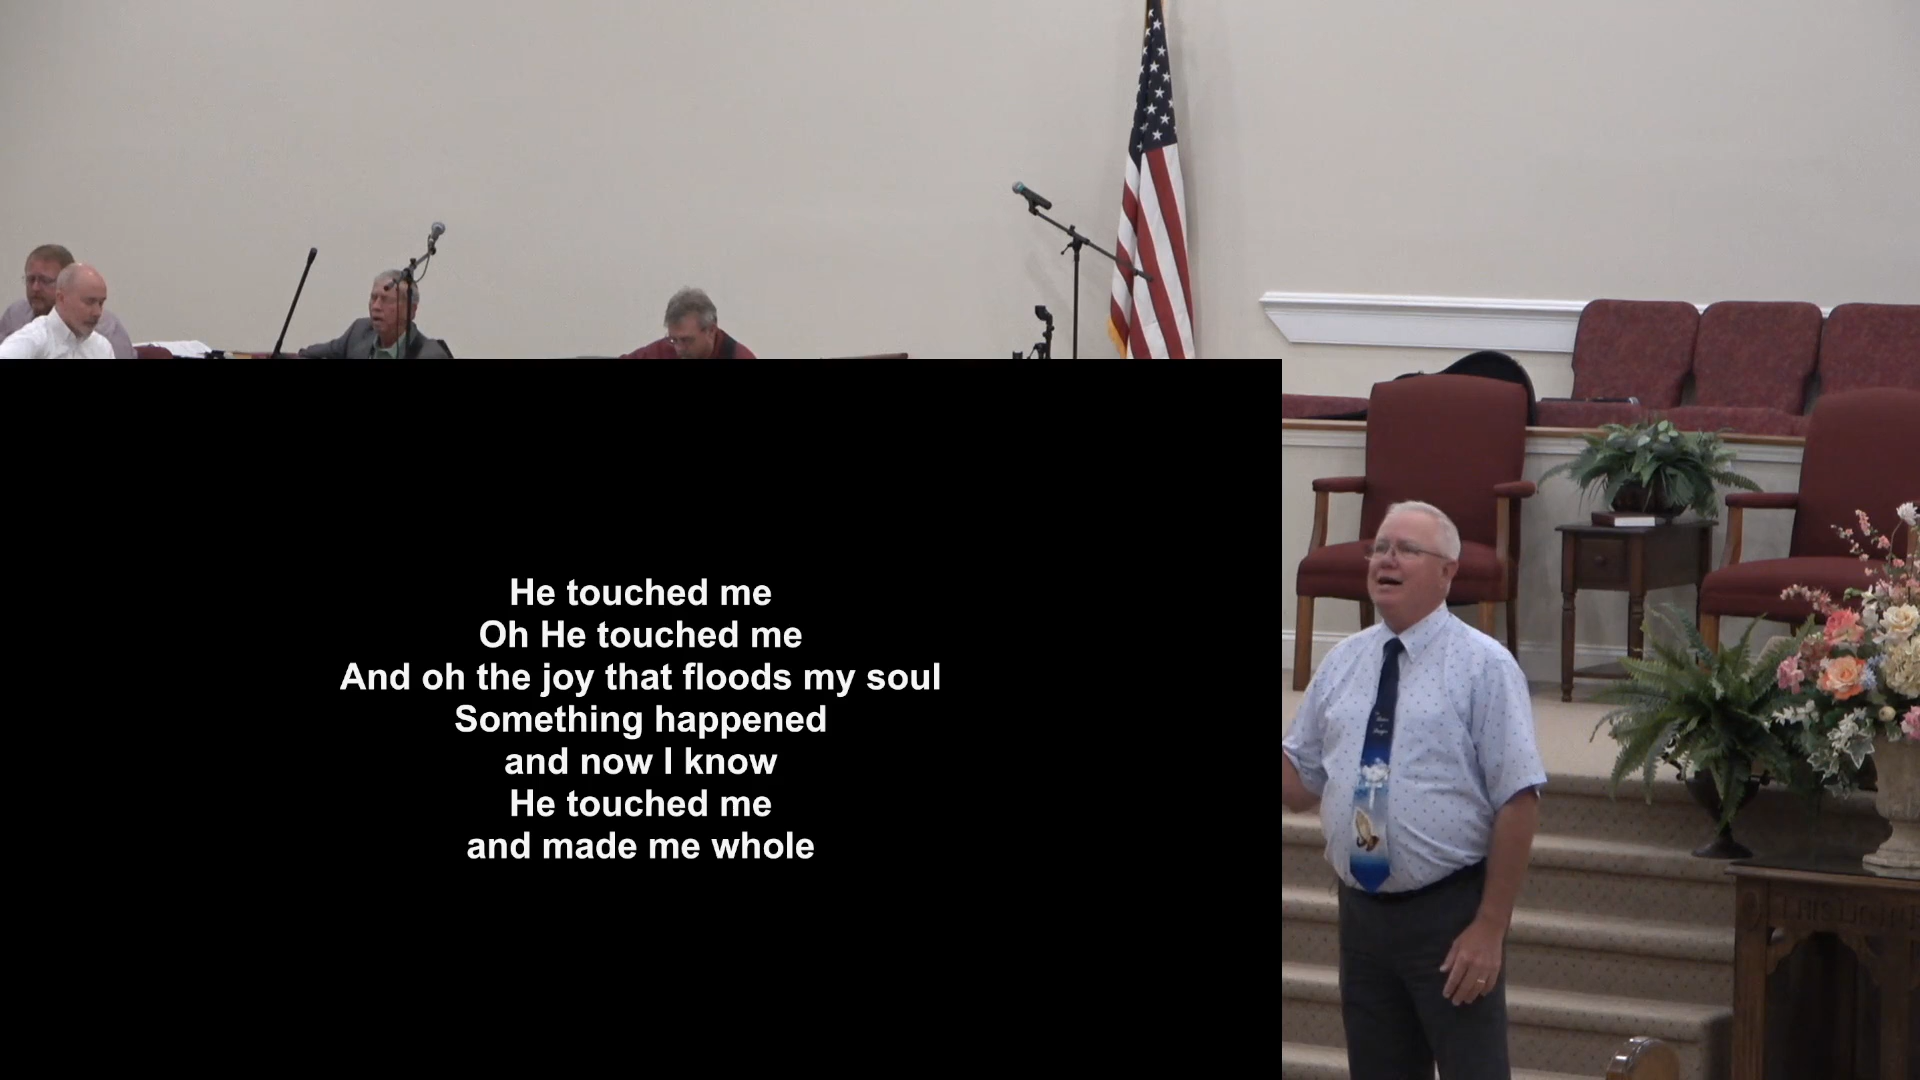 He touched me
Oh He touched me
And oh the joy that floods my soul
Something happened
and now I know
He touched me
and made me whole